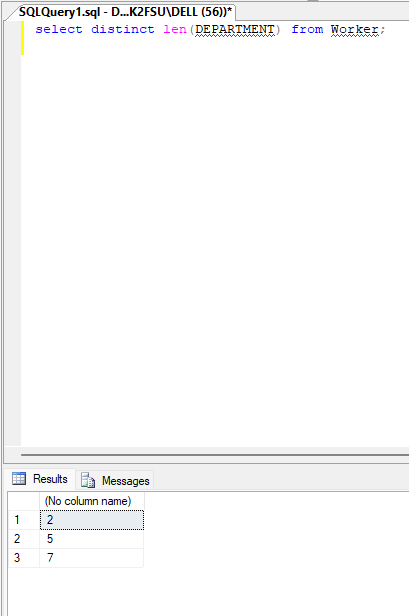 SQLQuery1.sql - D...K2FSU\DELL (56))*
select distinct len(DEPARTMENT) from Worker;
Results Messages
(No column name)
1 2
2 5
3 7